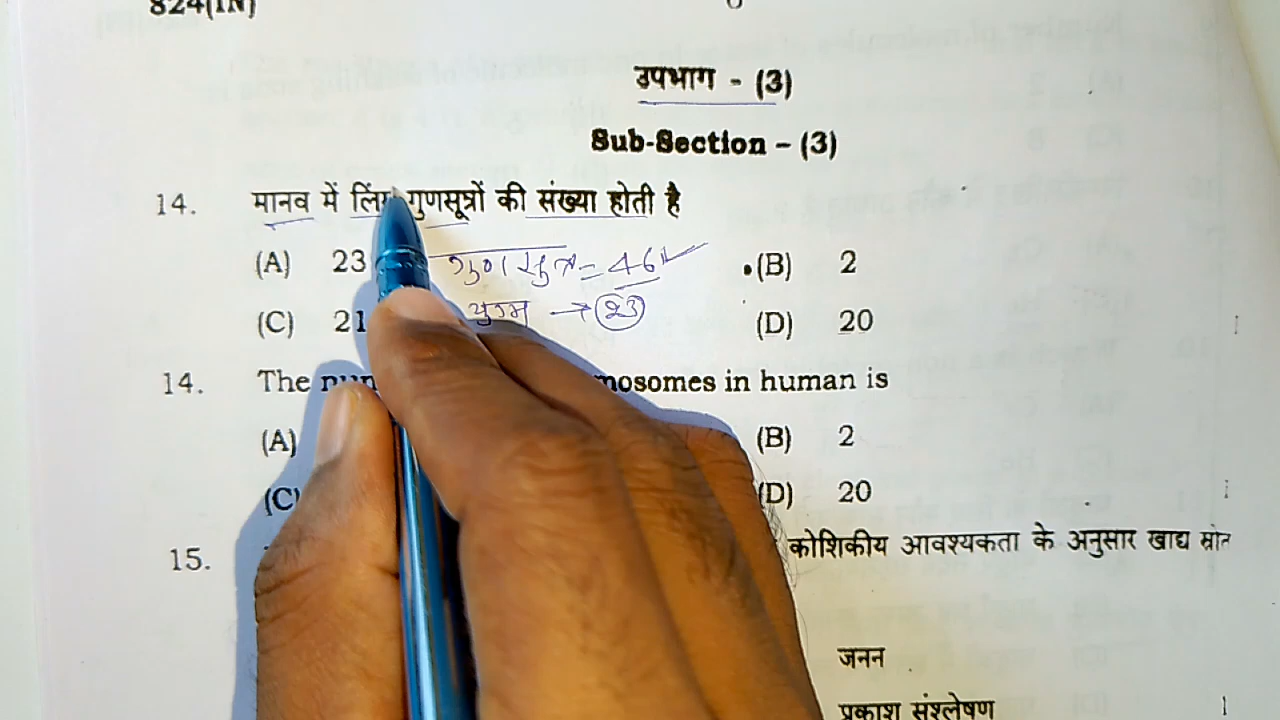 824(IN)
उपभाग - (3)
Sub-Section – (3)
14. मानव में लिंग गुणसूत्रों की संख्या होती है
(A) 23 गुणसुत्र = 46 (B) 2
(C) 21 युग्म → 23 (D) 20
14. The mosomes in human is
(A) (B) 2
(C) (D) 20
15. कोशिकीय आवश्यकता के अनुसार खाद्य स्रोत
जनन
प्रकाश संश्लेषण